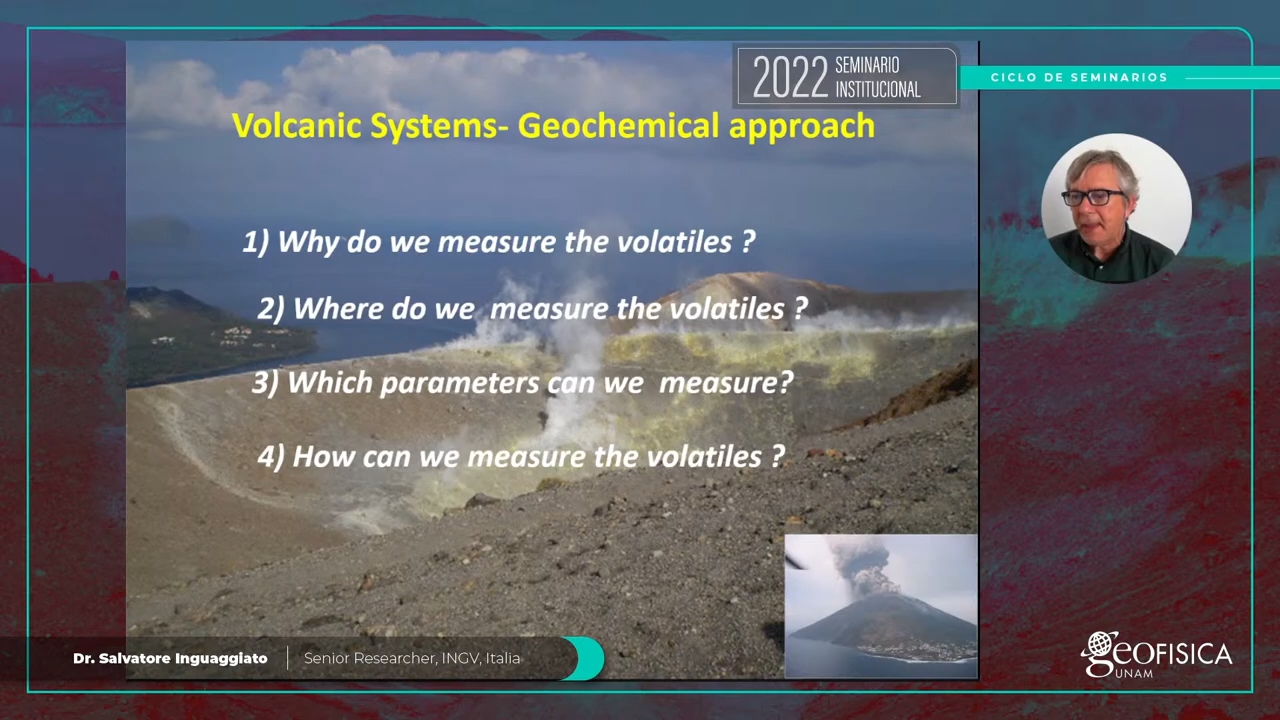 2022 SEMINARIO
INSTITUCIONAL
CICLO DE SEMINARIOS
Volcanic Systems- Geochemical approach
1) Why do we measure the volatiles ?
2) Where do we  measure the volatiles ?
3) Which parameters can we  measure?
4) How can we measure the volatiles ?
Dr. Salvatore Inguaggiato | Senior Researcher, INGV, Italia
GEOFISICA
UNAM